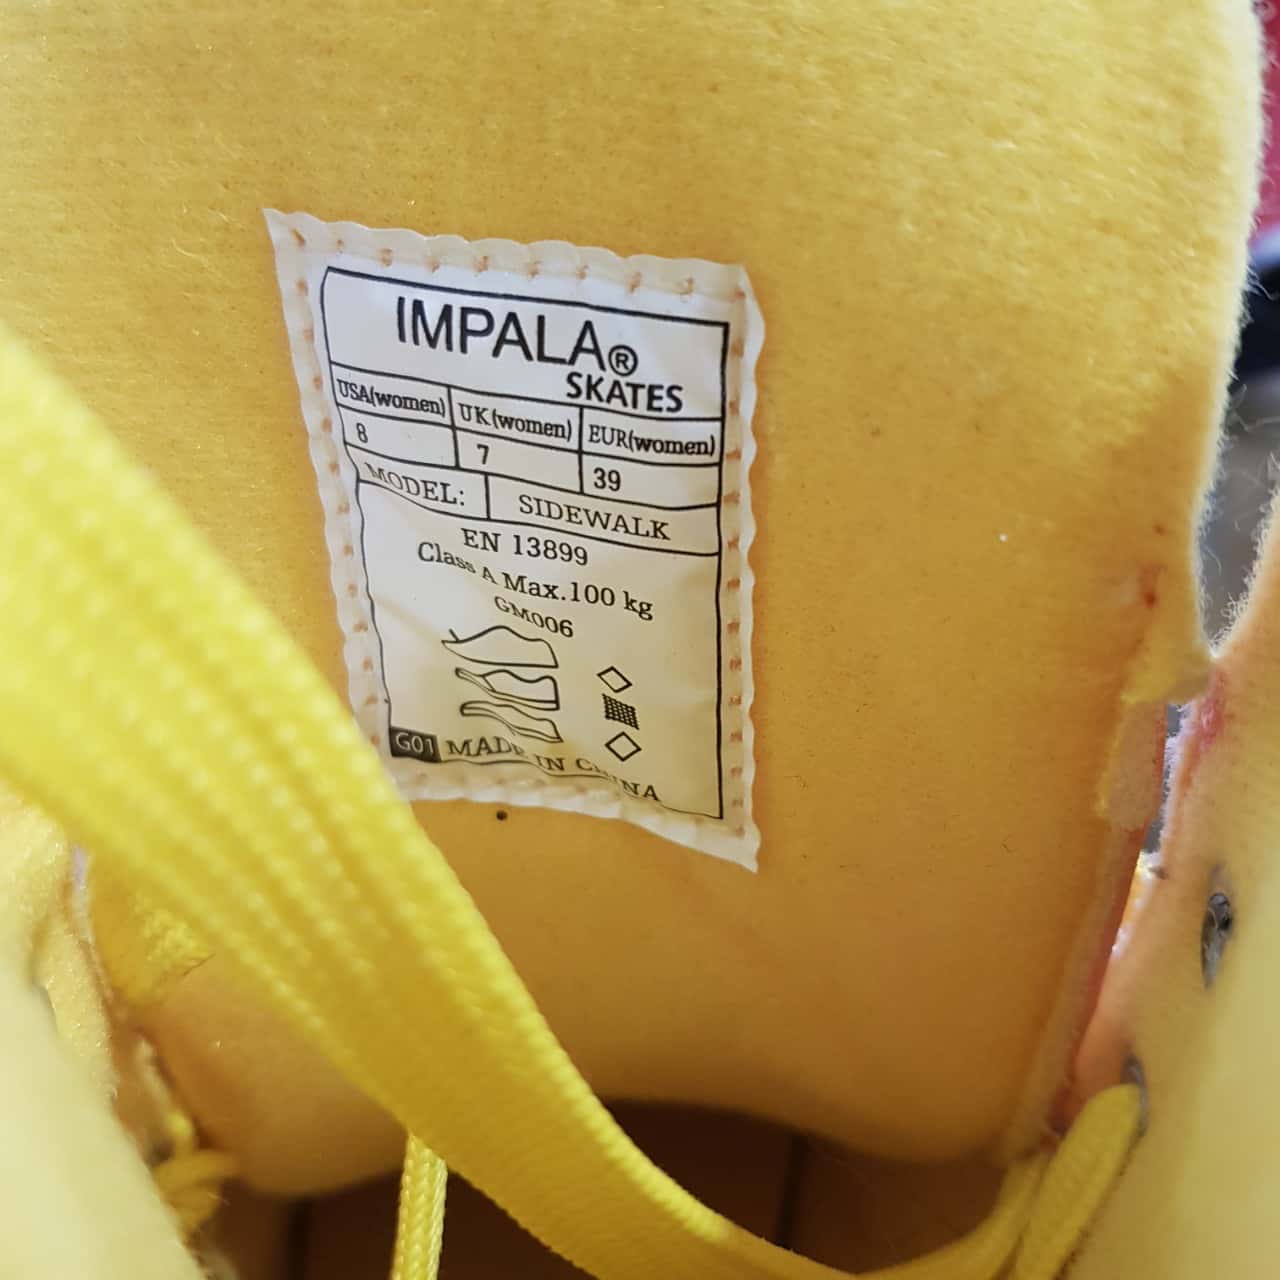 IMPALA®
SKATES
USA(women) UK(women) EUR(women)
8 7 39
MODEL: SIDEWALK
EN 13899
Class A Max.100 kg
GM006
G01 MADE IN CHINA